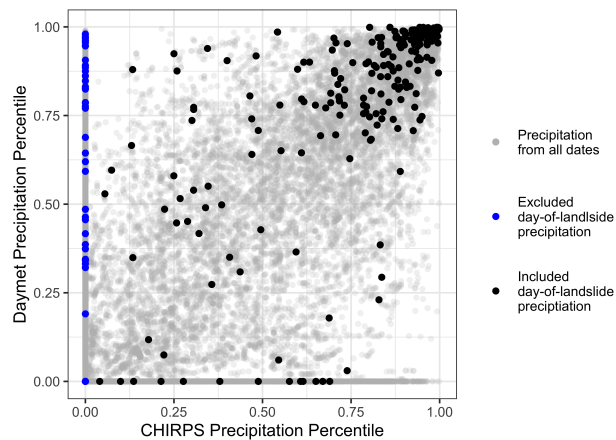 1.00
0.75
0.50
0.25
0.00
Daymet Precipitation Percentile
0.00 0.25 0.50 0.75 1.00
CHIRPS Precipitation Percentile
Precipitation
from all dates
Excluded
day-of-landslide
precipitation
Included
day-of-landslide
preciptiation